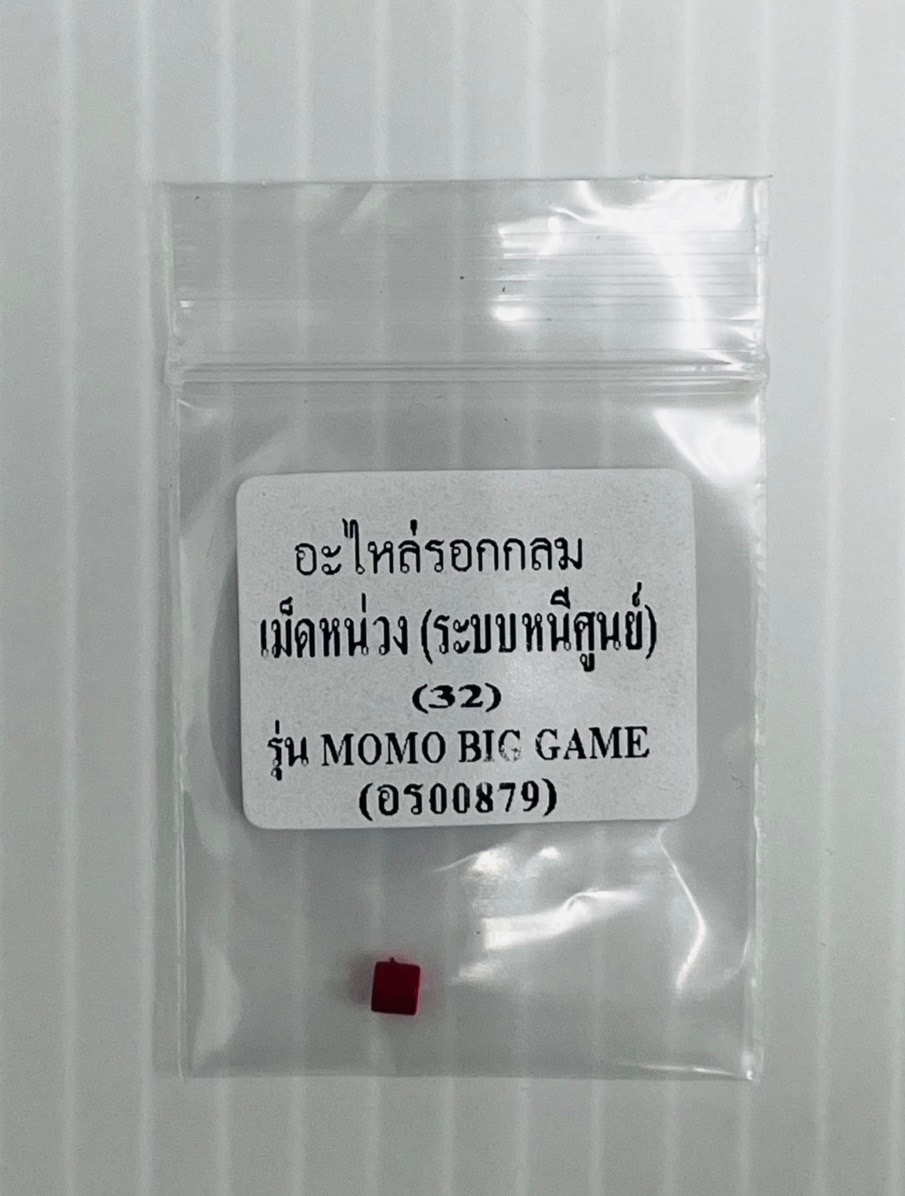 อะไหล่รอกกลม
เม็ดหน่วง (ระบบหนีศูนย์)
(32)
รุ่น MOMO BIG GAME
(อร00879)